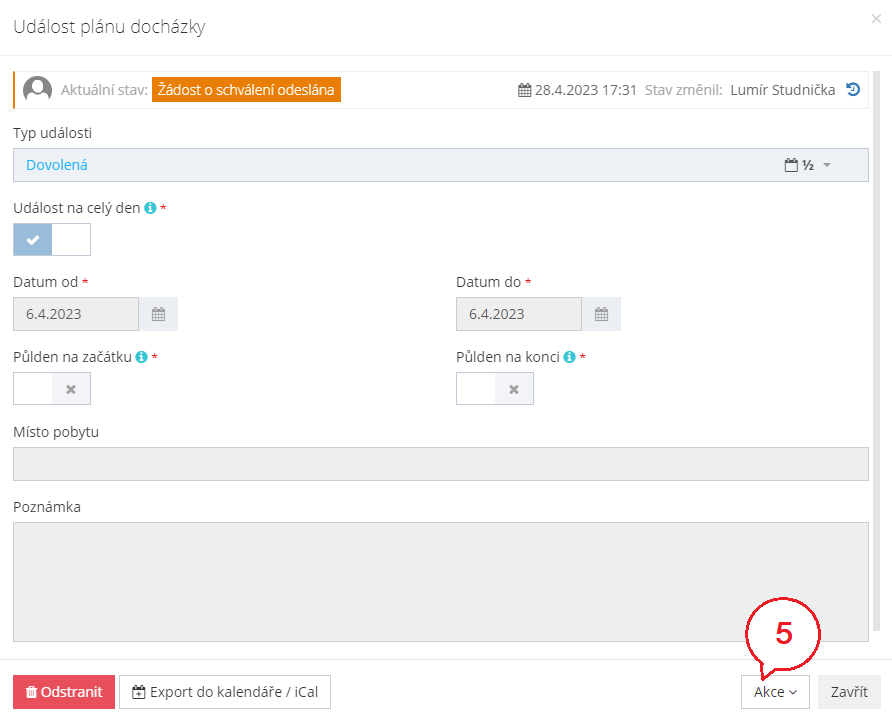 Událost plánu docházky
×
Aktuální stav: Žádost o schválení odeslána 28.4.2023 17:31 Stav změnil: Lumír Studnička
Typ události
Dovolená ½
Událost na celý den *
Datum od * Datum do *
6.4.2023 6.4.2023
Půlden na začátku * Půlden na konci *
Místo pobytu
Poznámka
5
Odstranit Export do kalendáře / iCal Akce Zavřít